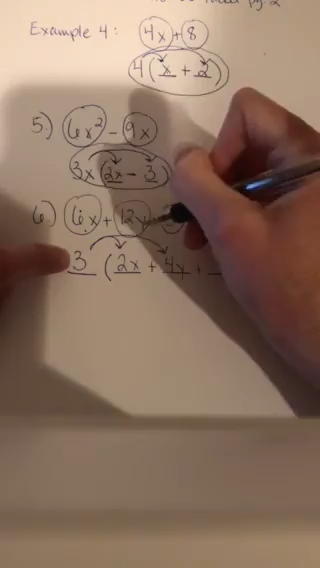 Example 4: 4x + 8
4 ( x + 2 )
5.) 6x² - 9x
3x ( 2x - 3 )
6.) 6x + 12y
3 ( 2x + 4y +